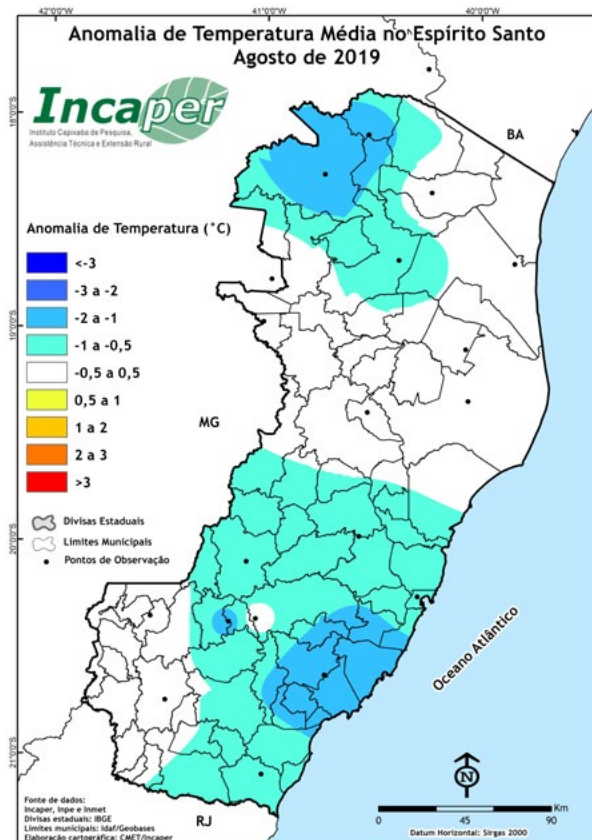 42°0'0"O 41°0'0"O 40°0'0"O
Anomalia de Temperatura Média no Espírito Santo
Agosto de 2019
Incaper
Instituto Capixaba de Pesquisa,
Assistência Técnica e Extensão Rural
18°0'0"S
BA
Anomalia de Temperatura (°C)
<-3
-3 a -2
-2 a -1
-1 a -0,5
-0,5 a 0,5
0,5 a 1
1 a 2
2 a 3
>3
19°0'0"S
MG
Divisas Estaduais
Limites Municipais
Pontos de Observação
20°0'0"S
Oceano Atlântico
21°0'0"S
N
Fonte de dados:
Incaper, Inpe e Inmet
Divisas estaduais: IBGE
Limites municipais: Idaf/Geobases
Elaboração cartográfica: CMET/Incaper
RJ
0 45 90
Km
Datum Horizontal: Sirgas 2000